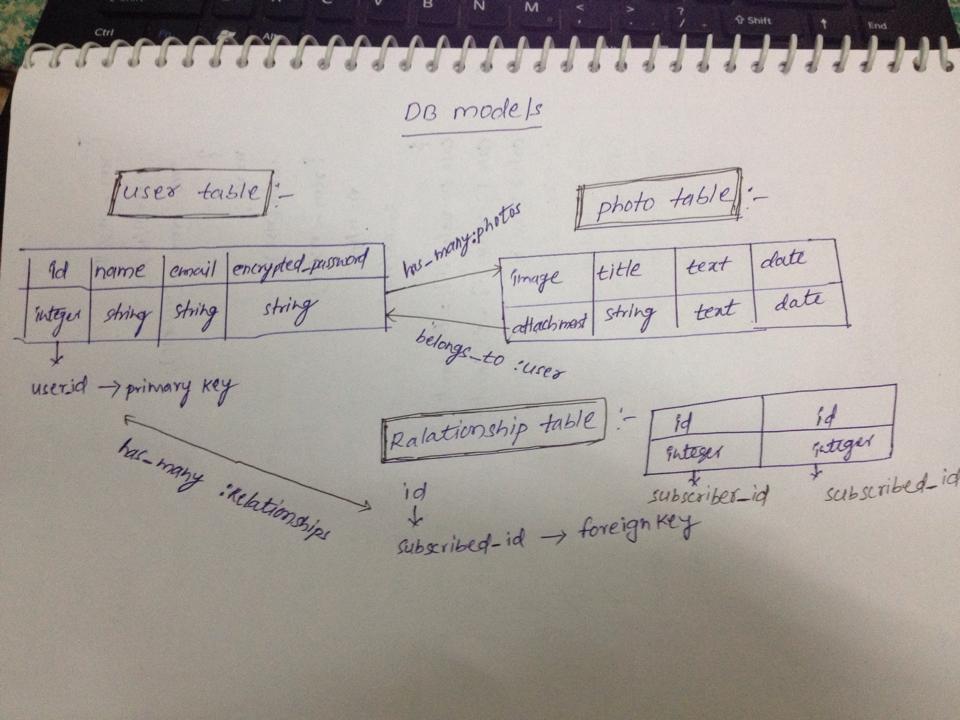 C V B N M < > ? / ⇧ Shift ↑ End
Ctrl Alt
DB models
user table :-
photo table :-
id name email encrypted_password
integer string string string
has_many:photos
image title text date
attachment string text date
belongs_to :user
userid → primary key
has_many :Relationships
Ralationship table :-
id id
integer integer
subscriber_id subscribed_id
id
subscribed_id → foreign key